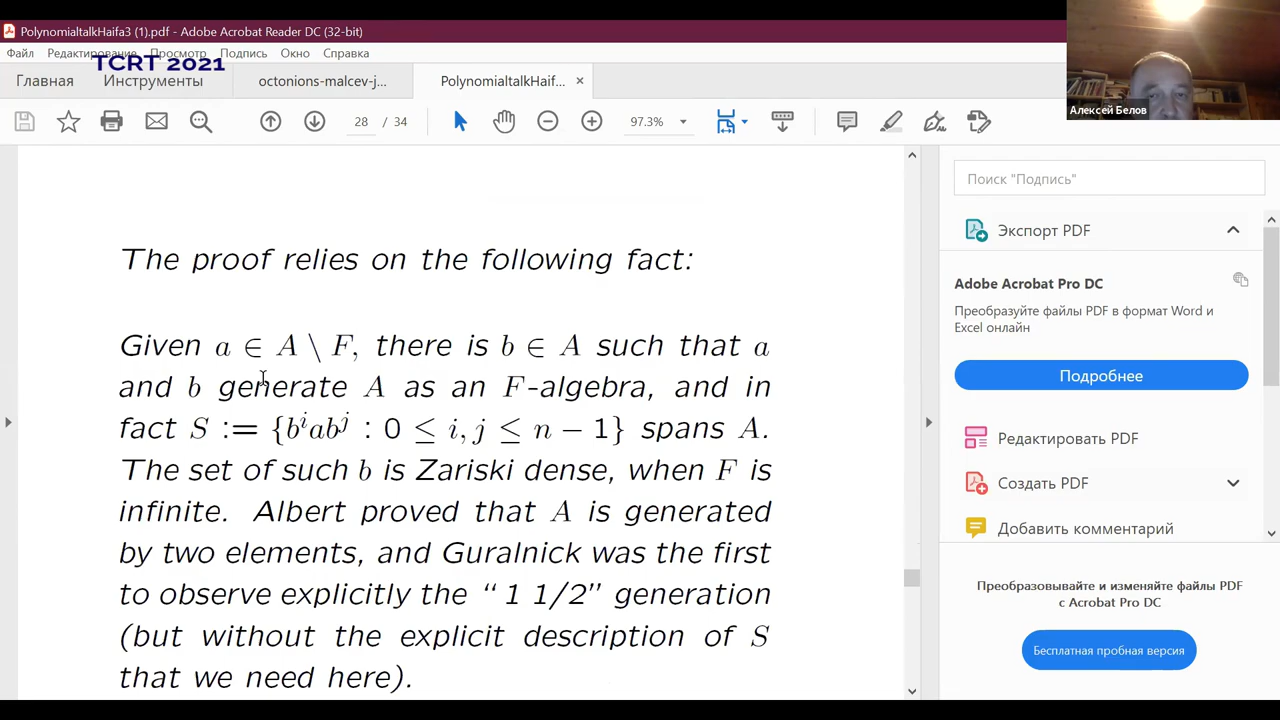 PolynomialtalkHaifa3 (1).pdf - Adobe Acrobat Reader DC (32-bit)
Файл Редактирование Просмотр Подпись Окно Справка
TCRT 2021
Главная Инструменты octonions-malcev-j... PolynomialtalkHaif... ×
28 / 34 97.3%
Алексей Белов
The proof relies on the following fact:
Given a ∈ A \ F, there is b ∈ A such that a
and b generate A as an F-algebra, and in
fact S := {bⁱabʲ : 0 ≤ i, j ≤ n − 1} spans A.
The set of such b is Zariski dense, when F is
infinite. Albert proved that A is generated
by two elements, and Guralnick was the first
to observe explicitly the “ 1 1/2” generation
(but without the explicit description of S
that we need here).
Поиск "Подпись"
Экспорт PDF
Adobe Acrobat Pro DC
Преобразуйте файлы PDF в формат Word и
Excel онлайн
Подробнее
Редактировать PDF
Создать PDF
Добавить комментарий
Преобразовывайте и изменяйте файлы PDF
с Acrobat Pro DC
Бесплатная пробная версия